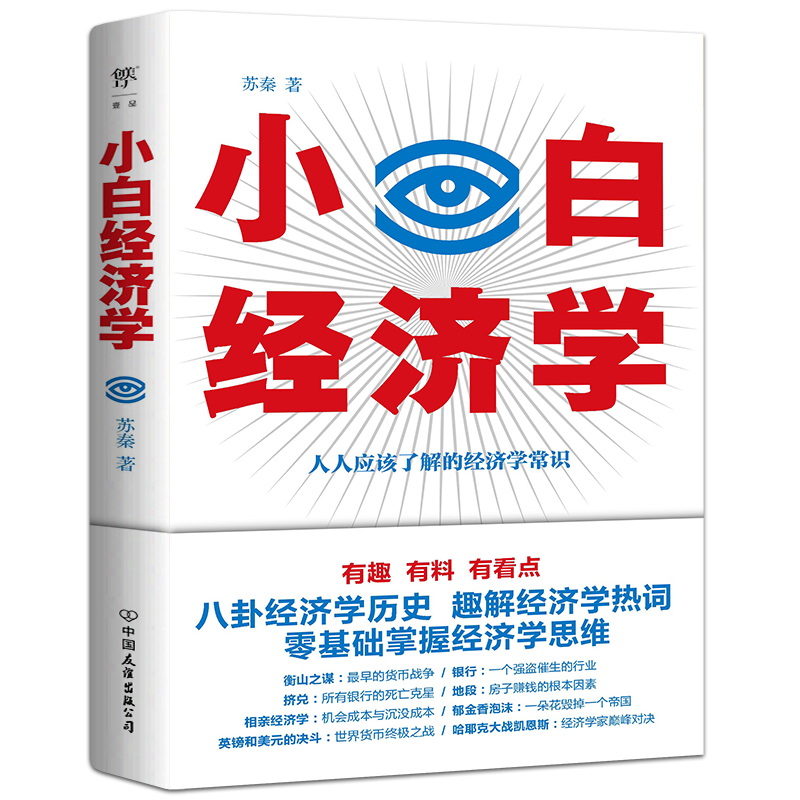 创美
壹品
小白经济学
苏秦 著
中国友谊出版公司
苏秦 著
小白
经济学
人人应该了解的经济学常识
有趣 有料 有看点
八卦经济学历史 趣解经济学热词
零基础掌握经济学思维
衡山之谋：最早的货币战争 / 银行：一个强盗催生的行业
挤兑：所有银行的死亡克星 / 地段：房子赚钱的根本因素
相亲经济学：机会成本与沉没成本 / 郁金香泡沫：一朵花毁掉一个帝国
英镑和美元的决斗：世界货币终极之战 / 哈耶克大战凯恩斯：经济学家巅峰对决